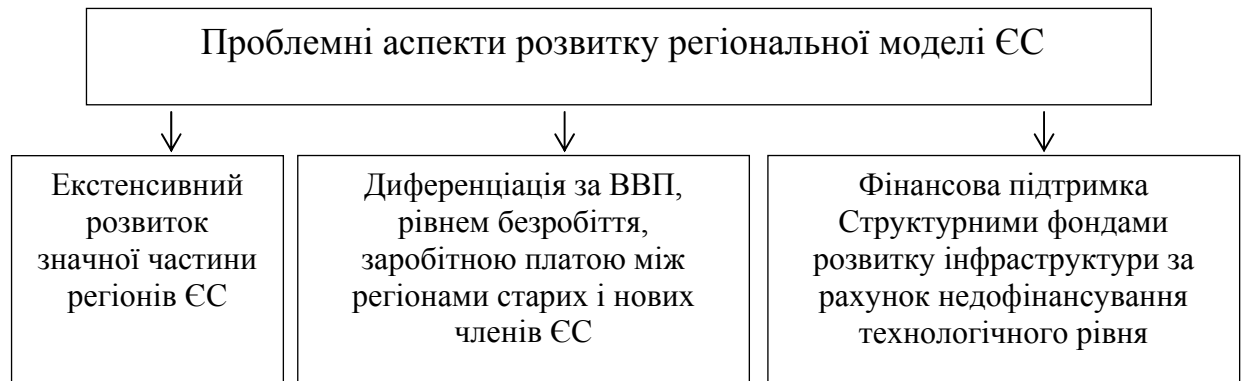 Проблемні аспекти розвитку регіональної моделі ЄС
Екстенсивний
розвиток
значної частини
регіонів ЄС
Диференціація за ВВП,
рівнем безробіття,
заробітною платою між
регіонами старих і нових
членів ЄС
Фінансова підтримка
Структурними фондами
розвитку інфраструктури за
рахунок недофінансування
технологічного рівня